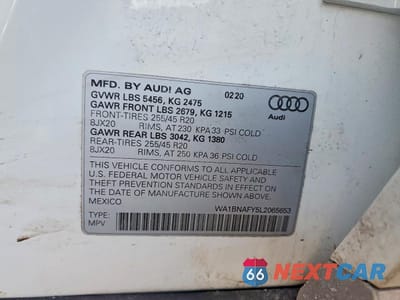 MFD. BY AUDI AG 02/20
GVWR LBS 5456, KG 2475
GAWR FRONT LBS 2679, KG 1215
FRONT-TIRES 255/45 R20
8JX20 RIMS, AT 230 KPA 33 PSI COLD
GAWR REAR LBS 3042, KG 1380
REAR-TIRES 255/45 R20
8JX20 RIMS, AT 250 KPA 36 PSI COLD
Audi
THIS VEHICLE CONFORMS TO ALL APPLICABLE
U.S. FEDERAL MOTOR VEHICLE SAFETY AND
THEFT PREVENTION STANDARDS IN EFFECT ON
THE DATE OF MANUFACTURE SHOWN ABOVE
MEXICO
TYPE: WA1BNAFY5L2065653
MPV
66 NEXTCAR